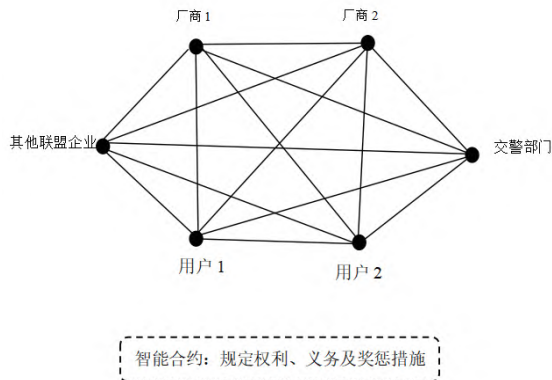 厂商 1
厂商 2
其他联盟企业
交警部门
用户 1
用户 2
智能合约：规定权利、义务及奖惩措施